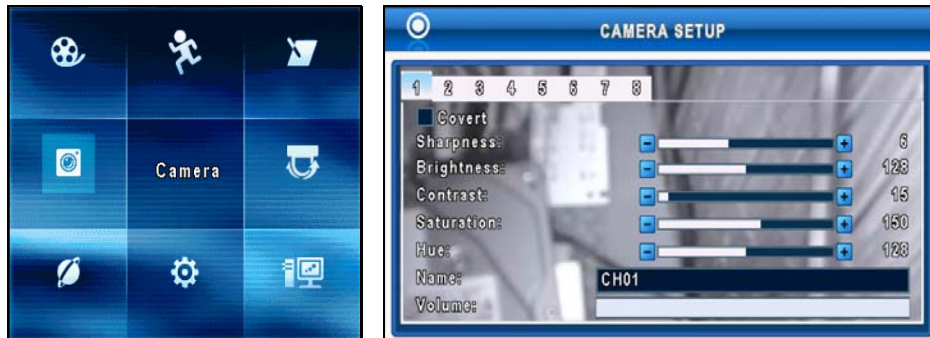 Camera
CAMERA SETUP
1 2 3 4 5 6 7 8
Covert
Sharpness: 6
Brightness: 128
Contrast: 15
Saturation: 150
Hue: 128
Name: CH01
Volume: